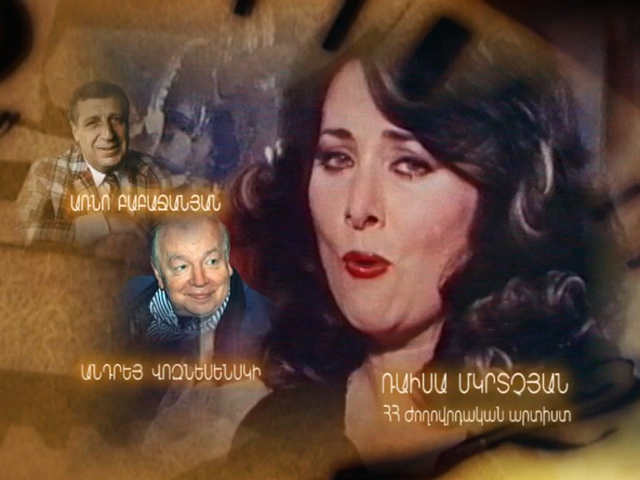 ԱՌՆՈ ԲԱԲԱՋԱՆՅԱՆ
ԱՆԴՐԵՅ ՎՈԶՆԵՍԵՆՍԿԻ
ՌԱԻՍԱ ՄԿՐՏՉՅԱՆ
ՀՀ ժողովրդական արտիստ